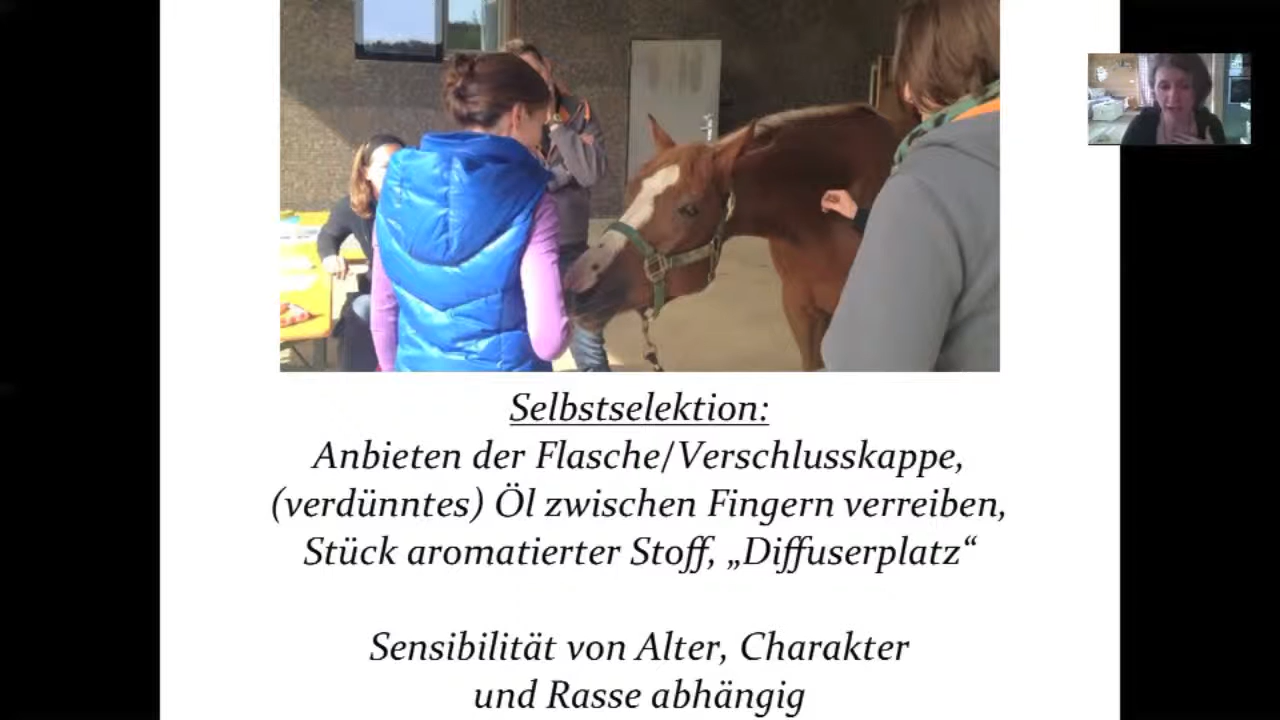 Selbstselektion:
Anbieten der Flasche/Verschlusskappe,
(verdünntes) Öl zwischen Fingern verreiben,
Stück aromatierter Stoff, „Diffuserplatz“
Sensibilität von Alter, Charakter
und Rasse abhängig